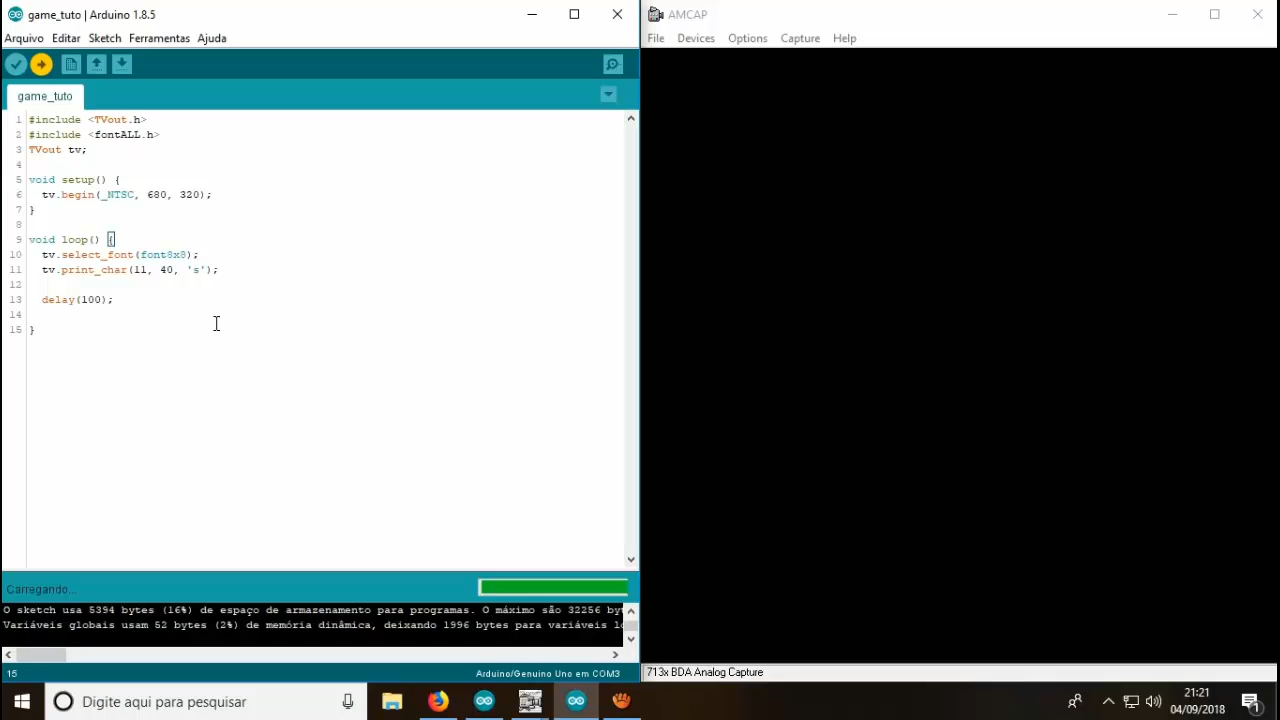 game_tuto | Arduino 1.8.5
Arquivo Editar Sketch Ferramentas Ajuda
game_tuto
1 #include <TVout.h>
2 #include <fontALL.h>
3 TVout tv;
4
5 void setup() {
6 tv.begin(_NTSC, 680, 320);
7 }
8
9 void loop() {
10 tv.select_font(font8x8);
11 tv.print_char(11, 40, 's');
12
13 delay(100);
14
15 }
Carregando...
O sketch usa 5394 bytes (16%) de espaço de armazenamento para programas. O máximo são 32256 by
Variáveis globais usam 52 bytes (2%) de memória dinâmica, deixando 1996 bytes para variáveis lo
15 Arduino/Genuino Uno em COM3
AMCAP
File Devices Options Capture Help
713x BDA Analog Capture
Digite aqui para pesquisar
21:21
04/09/2018
1